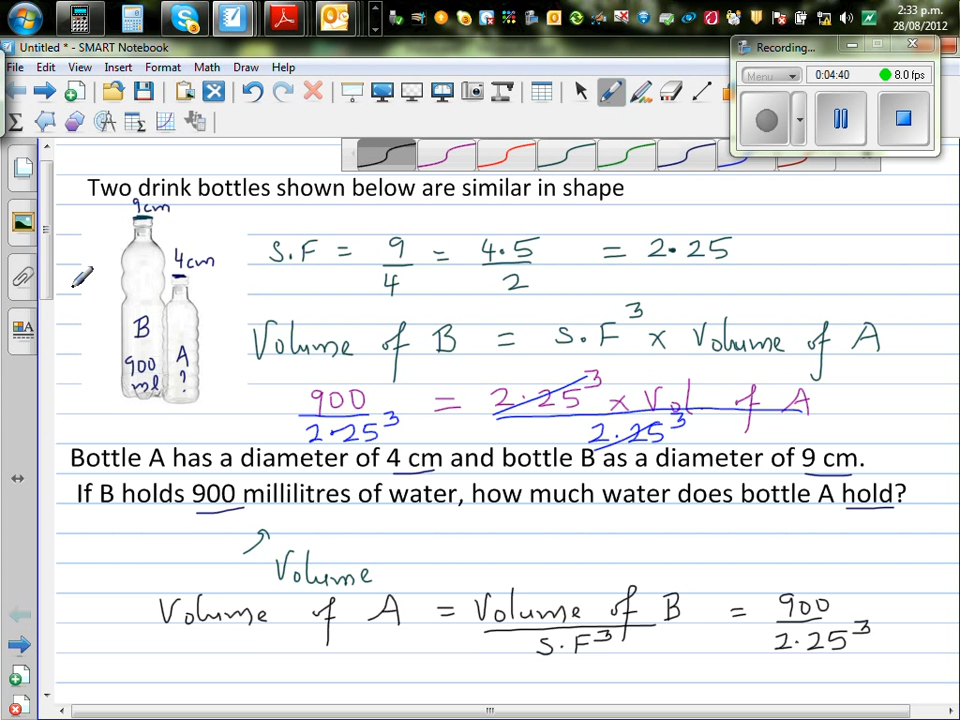 2:33 p.m.
28/08/2012
Untitled * - SMART Notebook
Recording...
File Edit View Insert Format Math Draw Help
Menu 0:04:40 8.0 fps
Two drink bottles shown below are similar in shape
9cm
4cm
S.F = 9/4 = 4.5/2 = 2.25
B
900
ml
A
?
Volume of B = S.F³ x Volume of A
900/2.25³ = 2.25³ x Vol of A/2.25³
Bottle A has a diameter of 4 cm and bottle B as a diameter of 9 cm.
If B holds 900 millilitres of water, how much water does bottle A hold?
Volume
Volume of A = Volume of B/S.F³ = 900/2.25³